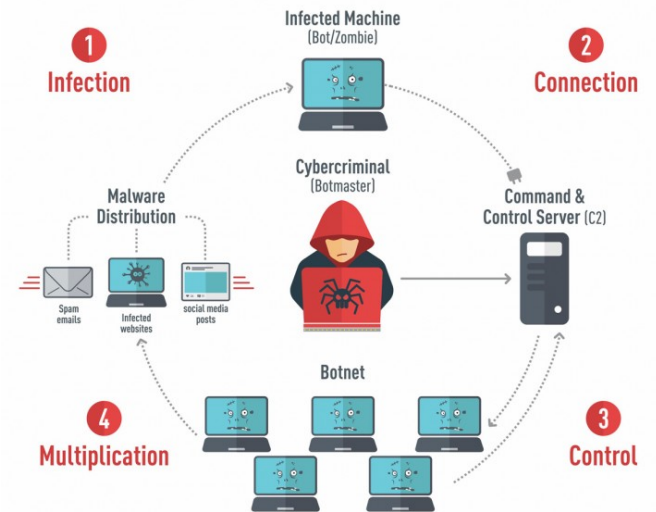 Infected Machine
(Bot/Zombie)
1
Infection
2
Connection
Cybercriminal
(Botmaster)
Malware
Distribution
Command &
Control Server (C2)
Spam
emails
Infected
websites
social media
posts
Botnet
4
Multiplication
3
Control